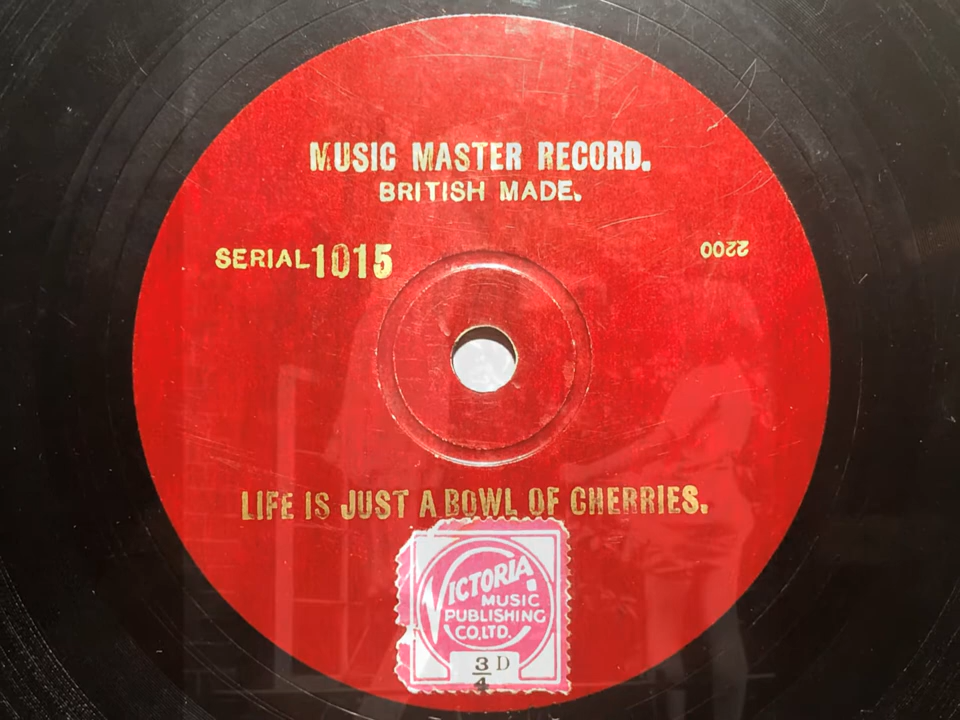 MUSIC MASTER RECORD.
BRITISH MADE.
SERIAL 1015
2200
LIFE IS JUST A BOWL OF CHERRIES.
VICTORIA
MUSIC
PUBLISHING
CO., LTD.
3/4 D